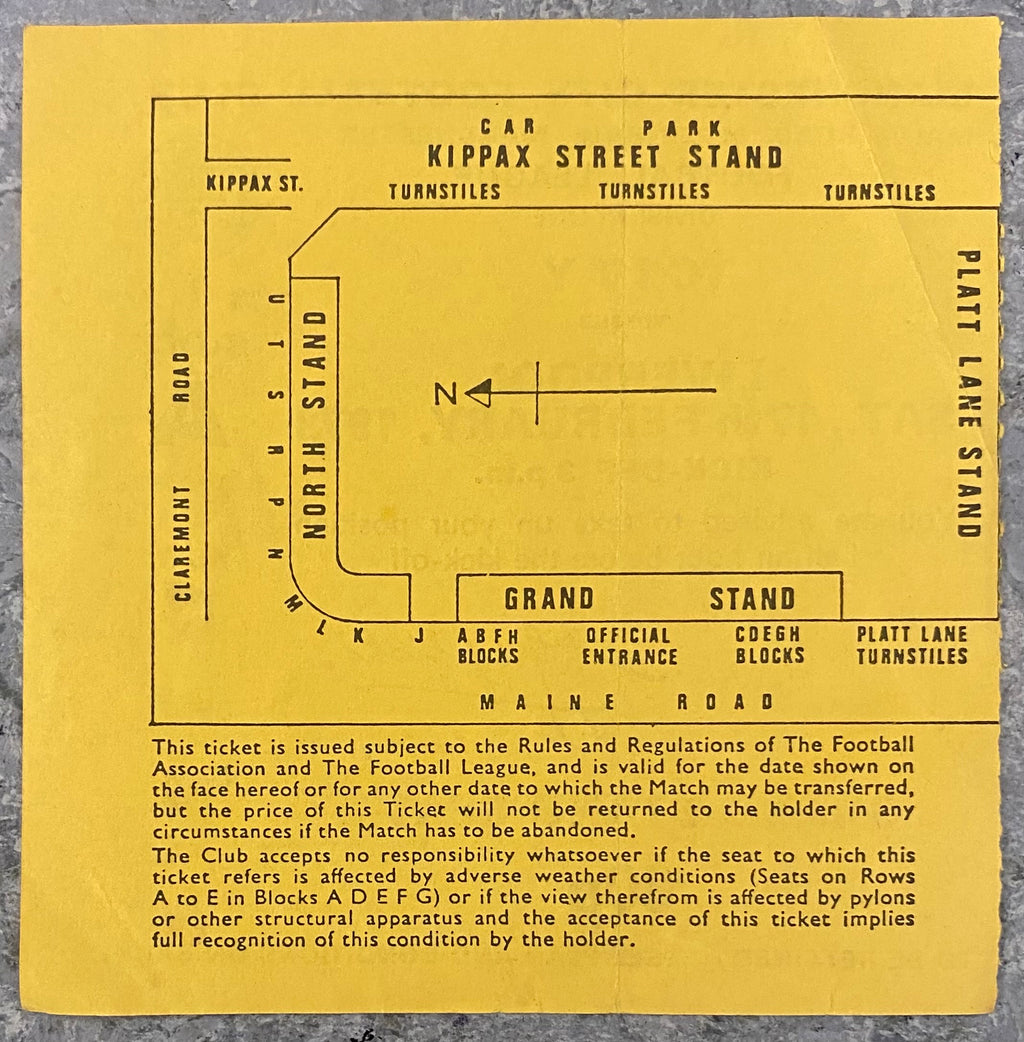 CAR PARK
KIPPAX STREET STAND
KIPPAX ST.
TURNSTILES TURNSTILES TURNSTILES
PLATT LANE STAND
CLAREMONT ROAD
U T S R P N M L K J
NORTH STAND
N
GRAND STAND
A B F H
BLOCKS
OFFICIAL
ENTRANCE
CDEGH
BLOCKS
PLATT LANE
TURNSTILES
MAINE ROAD
This ticket is issued subject to the Rules and Regulations of The Football
Association and The Football League, and is valid for the date shown on
the face hereof or for any other date to which the Match may be transferred,
but the price of this Ticket will not be returned to the holder in any
circumstances if the Match has to be abandoned.
The Club accepts no responsibility whatsoever if the seat to which this
ticket refers is affected by adverse weather conditions (Seats on Rows
A to E in Blocks A D E F G) or if the view therefrom is affected by pylons
or other structural apparatus and the acceptance of this ticket implies
full recognition of this condition by the holder.